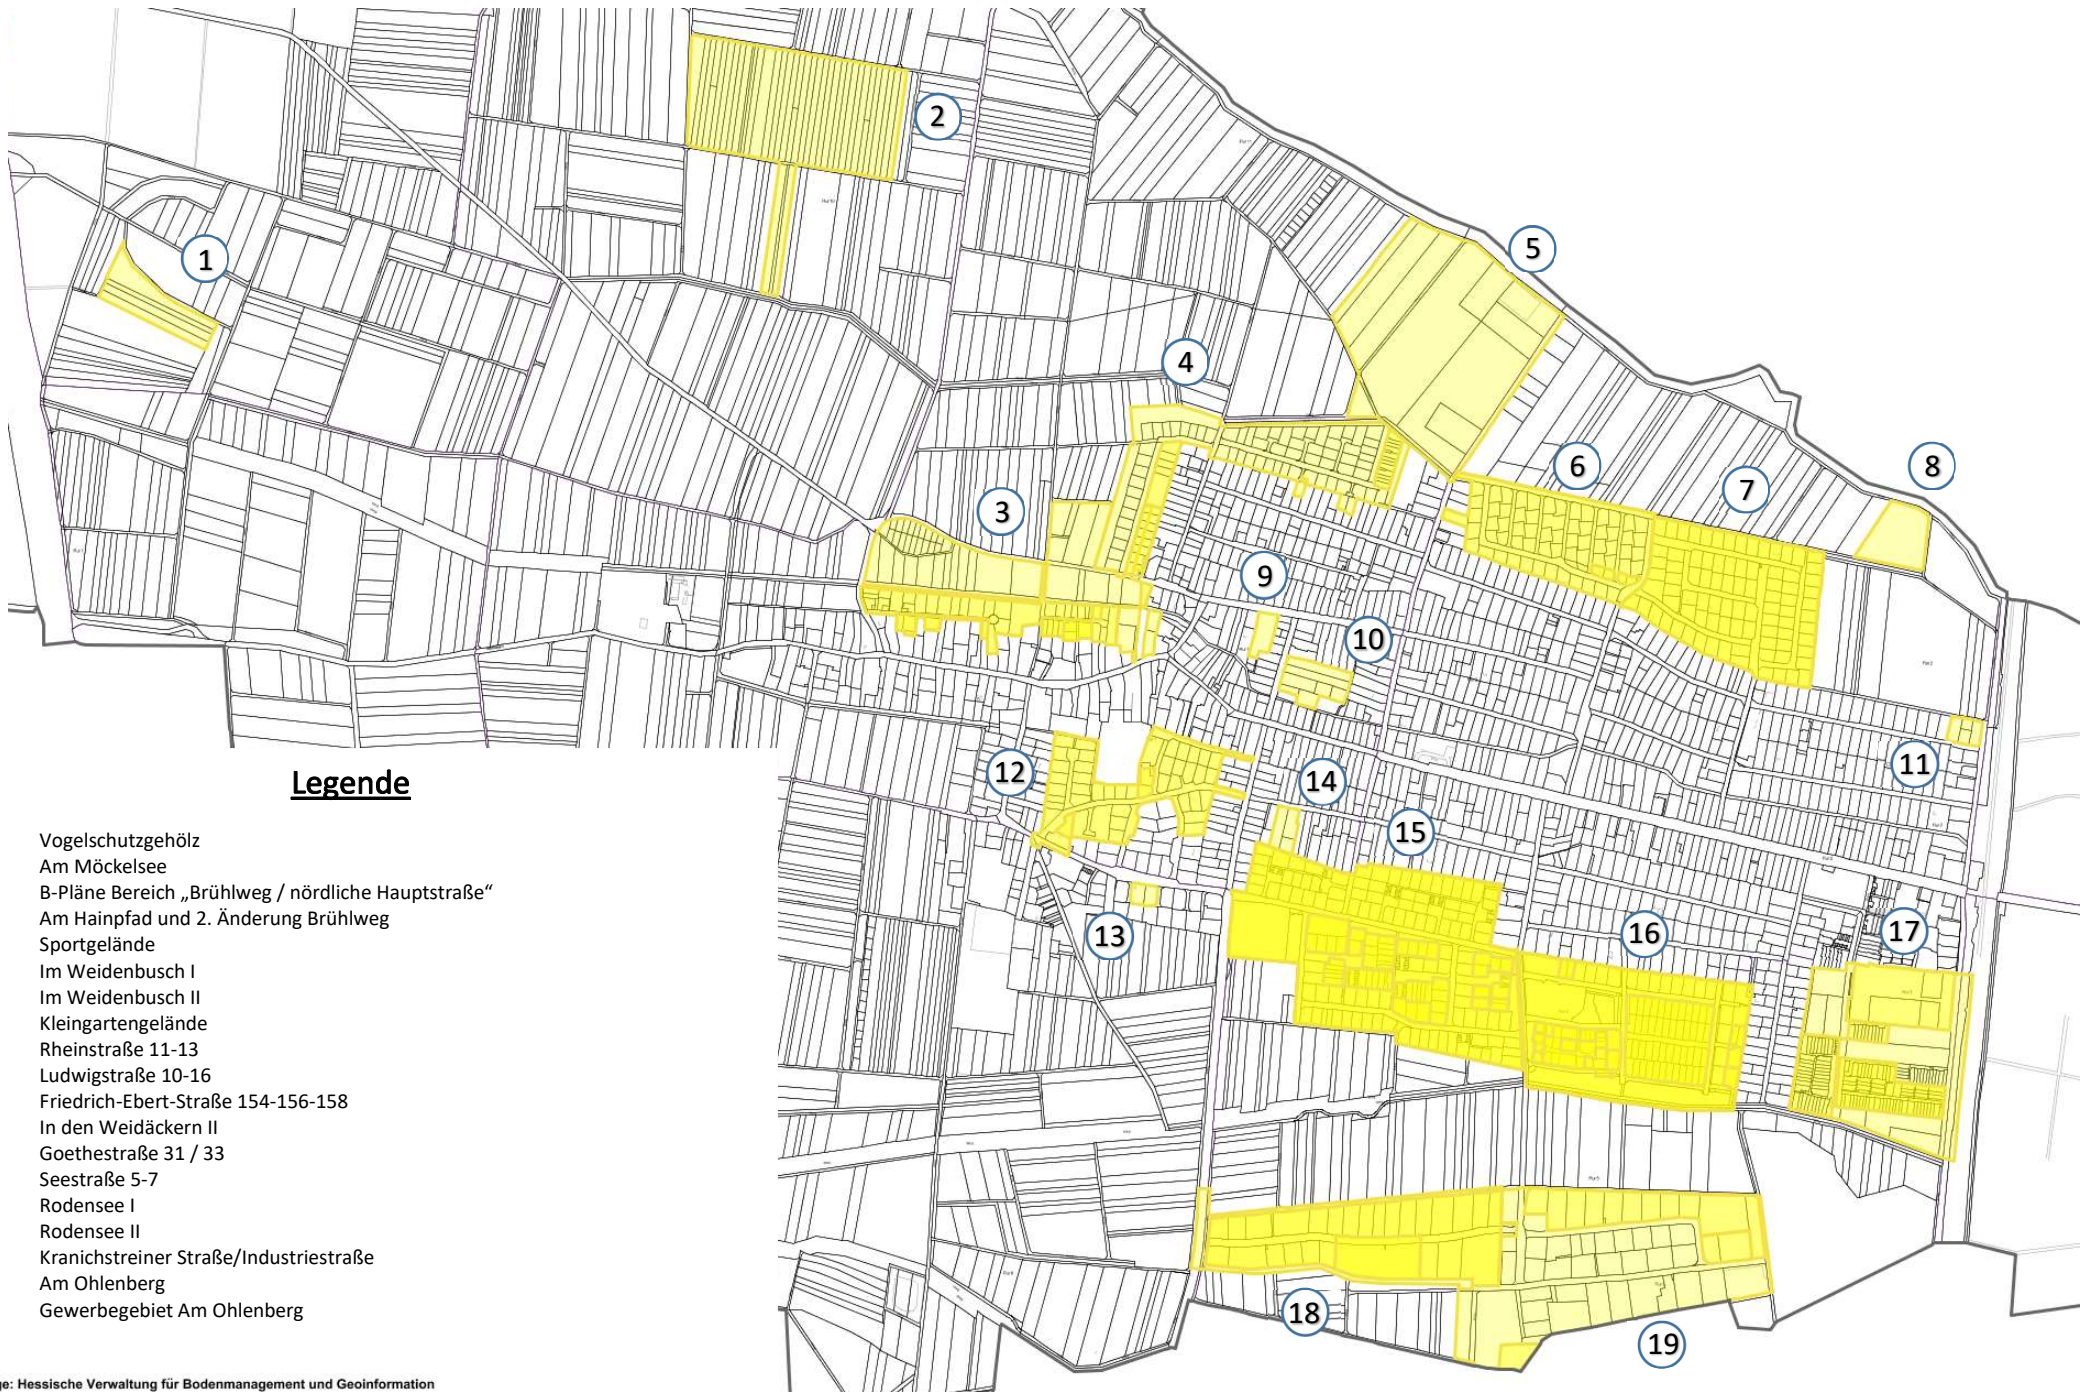 2
1
5
4
6
7
8
3
9
10
11
12
14
15
13
16
17
18
19
Legende
Vogelschutzgehölz
Am Möckelsee
B-Pläne Bereich „Brühlweg / nördliche Hauptstraße“
Am Hainpfad und 2. Änderung Brühlweg
Sportgelände
Im Weidenbusch I
Im Weidenbusch II
Kleingartengelände
Rheinstraße 11-13
Ludwigstraße 10-16
Friedrich-Ebert-Straße 154-156-158
In den Weidäckern II
Goethestraße 31 / 33
Seestraße 5-7
Rodensee I
Rodensee II
Kranichstreiner Straße/Industriestraße
Am Ohlenberg
Gewerbegebiet Am Ohlenberg
ge: Hessische Verwaltung für Bodenmanagement und Geoinformation